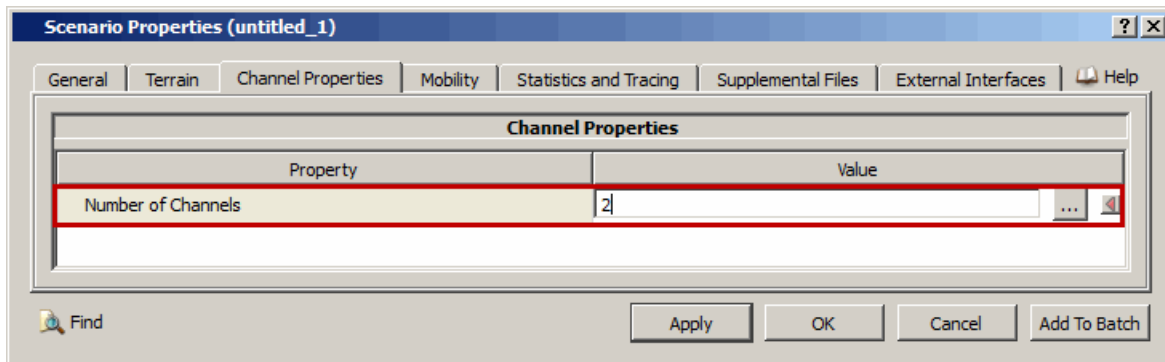 Scenario Properties (untitled_1)
? X
General Terrain Channel Properties Mobility Statistics and Tracing Supplemental Files External Interfaces Help
Channel Properties
Property Value
Number of Channels 2 ...
Find Apply OK Cancel Add To Batch